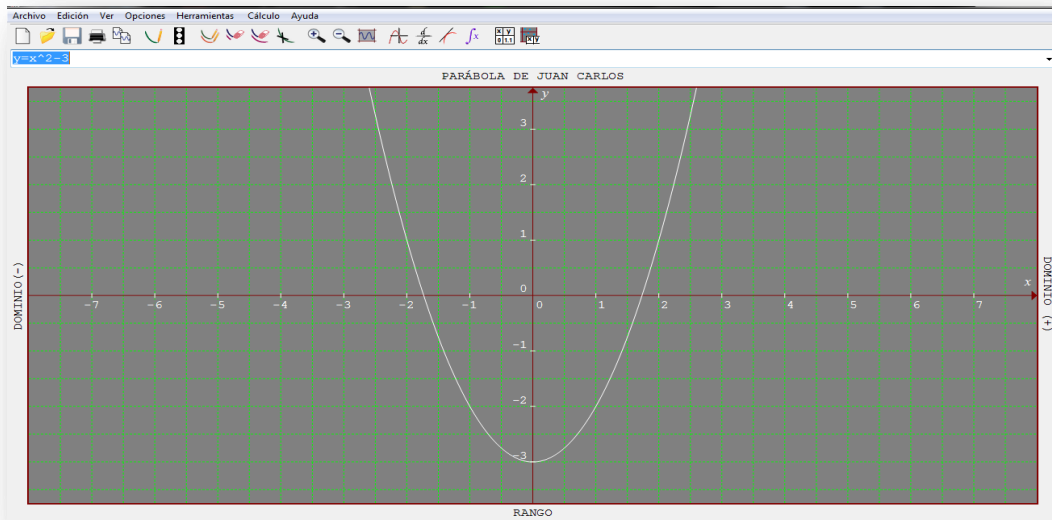 Archivo Edición Ver Opciones Herramientas Cálculo Ayuda
y=x^2-3
PARÁBOLA DE JUAN CARLOS
y
3
2
1
0
-7 -6 -5 -4 -3 -2 -1 0 1 2 3 4 5 6 7
x
-1
-2
-3
DOMINIO(-)
DOMINIO (+)
RANGO